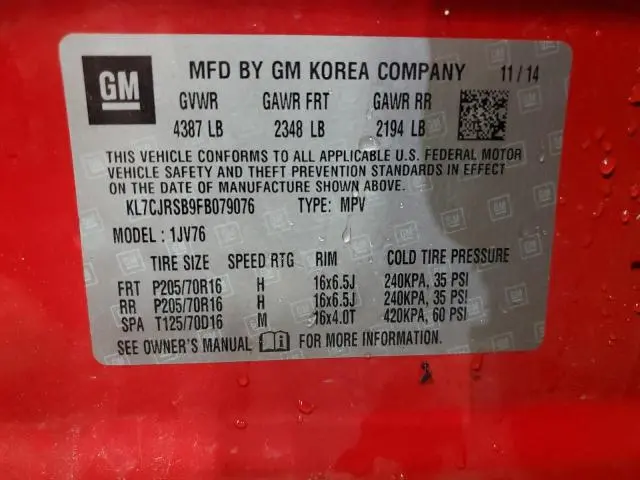 GM MFD BY GM KOREA COMPANY 11/14
GVWR GAWR FRT GAWR RR
4387 LB 2348 LB 2194 LB
THIS VEHICLE CONFORMS TO ALL APPLICABLE U.S. FEDERAL MOTOR
VEHICLE SAFETY AND THEFT PREVENTION STANDARDS IN EFFECT
ON THE DATE OF MANUFACTURE SHOWN ABOVE.
KL7CJRSB9FB079076 TYPE: MPV
MODEL : 1JV76
TIRE SIZE SPEED RTG RIM COLD TIRE PRESSURE
FRT P205/70R16 H 16x6.5J 240KPA, 35 PSI
RR P205/70R16 H 16x6.5J 240KPA, 35 PSI
SPA T125/70D16 M 16x4.0T 420KPA, 60 PSI
SEE OWNER'S MANUAL i FOR MORE INFORMATION.